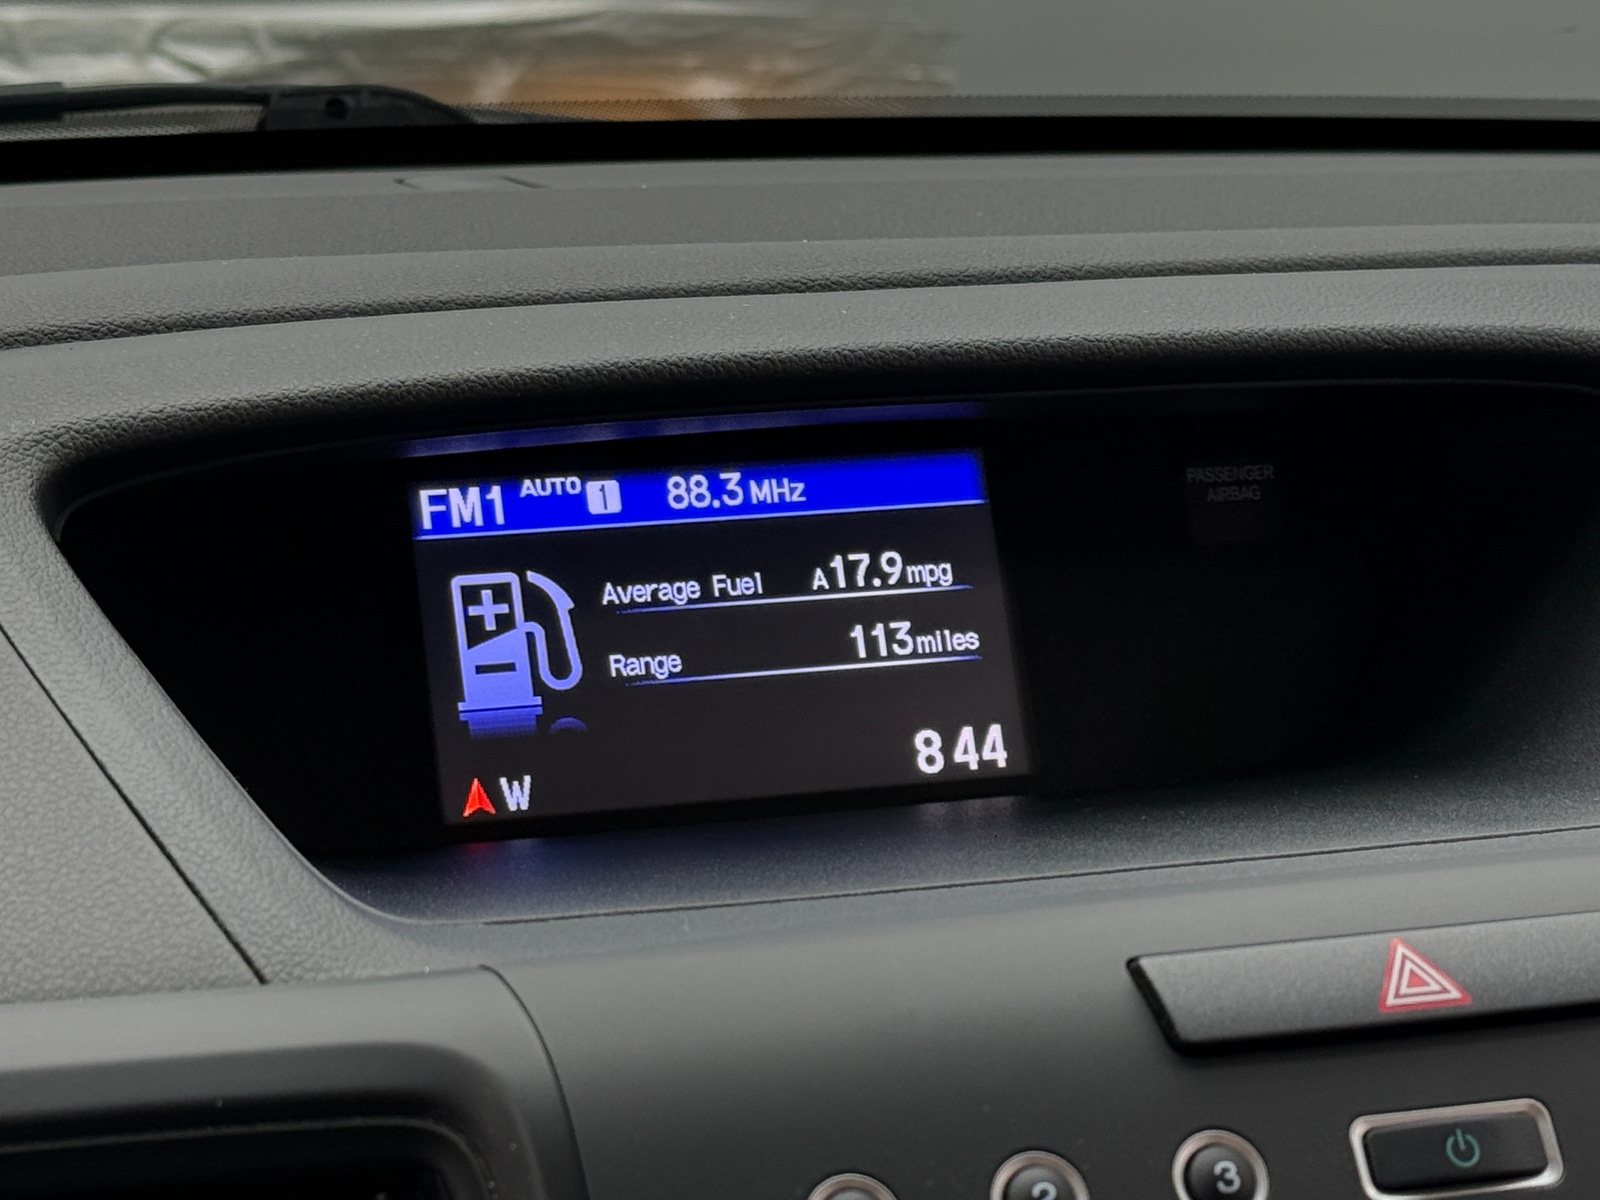 FM1 AUTO 1 88.3 MHz
Average Fuel A17.9 mpg
Range 113 miles
W 8 44
PASSENGER
AIRBAG
2 3